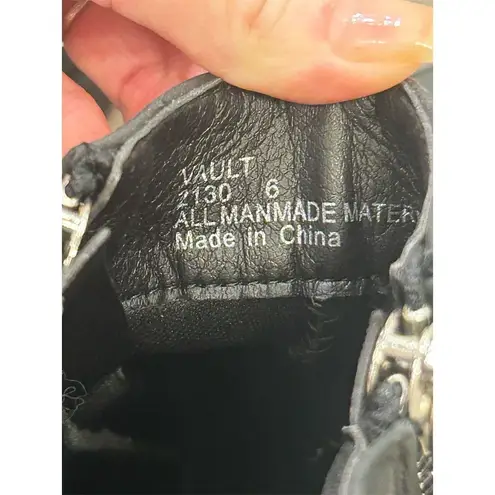 VAULT
2130 6
ALL MANMADE MATER
Made in China